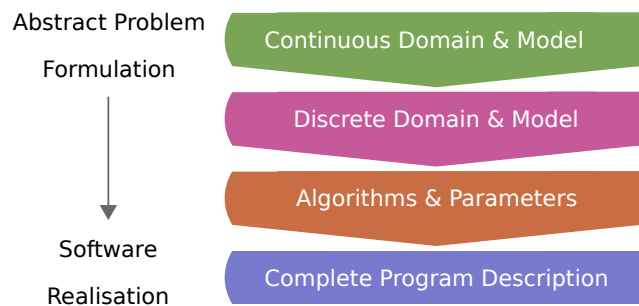 Abstract Problem
Formulation
Software
Realisation
Continuous Domain & Model
Discrete Domain & Model
Algorithms & Parameters
Complete Program Description